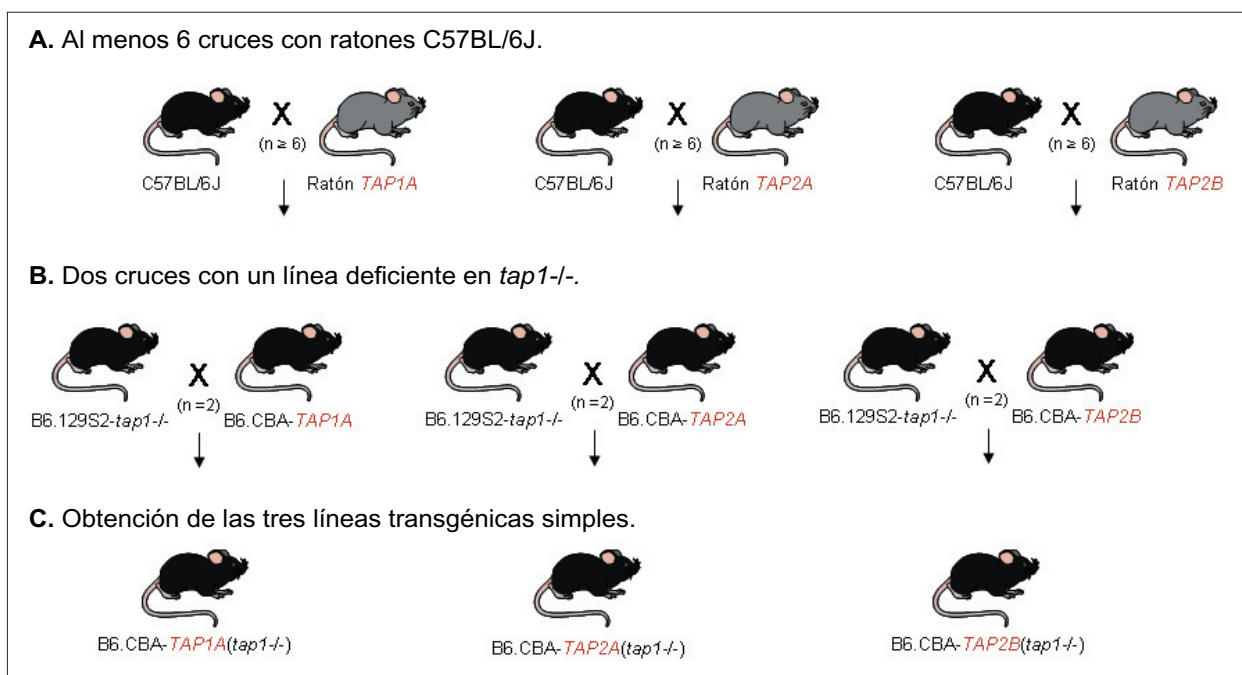 A. Al menos 6 cruces con ratones C57BL/6J.
X X X
(n ≥ 6) (n ≥ 6) (n ≥ 6)
C57BL/6J Ratón TAP1A C57BL/6J Ratón TAP2A C57BL/6J Ratón TAP2B
B. Dos cruces con un línea deficiente en tap1-/-.
X X X
(n =2) (n =2) (n =2)
B6.129S2-tap1-/- B6.CBA-TAP1A B6.129S2-tap1-/- B6.CBA-TAP2A B6.129S2-tap1-/- B6.CBA-TAP2B
C. Obtención de las tres líneas transgénicas simples.
B6.CBA-TAP1A(tap1-/-) B6.CBA-TAP2A(tap1-/-) B6.CBA-TAP2B(tap1-/-)